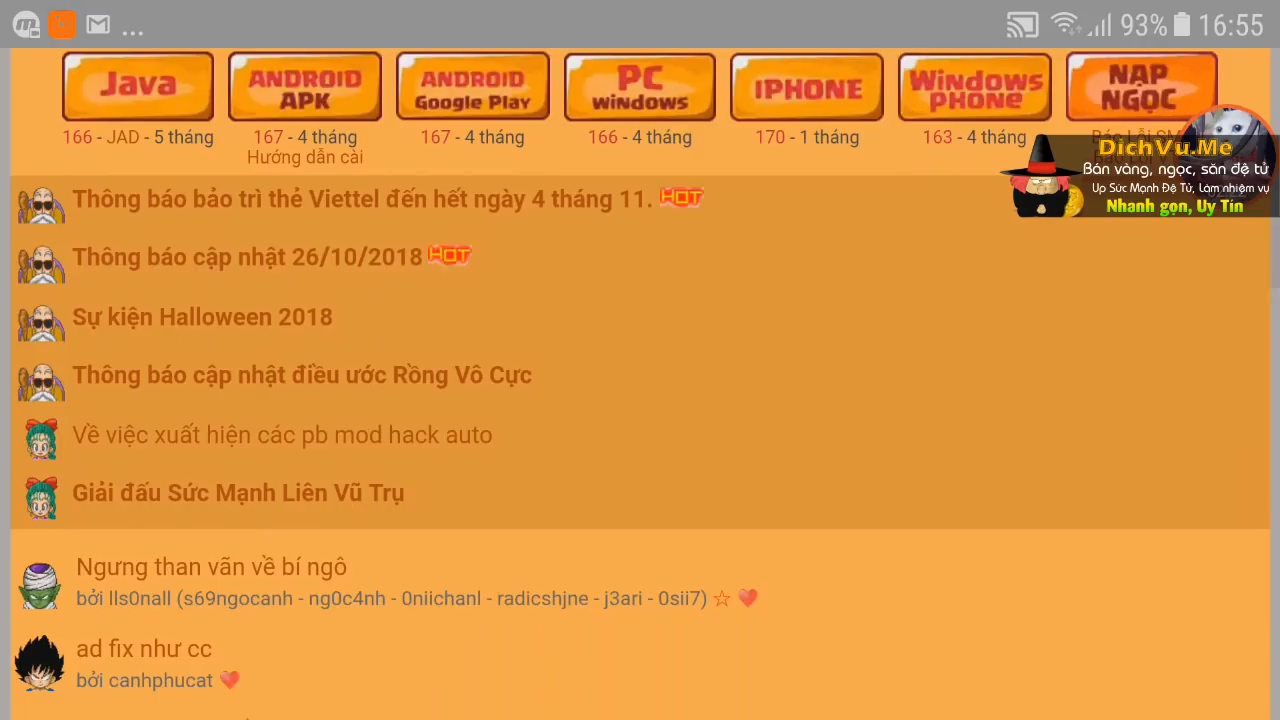 ... 93% 16:55
Java ANDROID APK ANDROID Google Play PC WINDOWS IPHONE WINDOWS PHONE NẠP NGỌC
166 - JAD - 5 tháng 167 - 4 tháng 167 - 4 tháng 166 - 4 tháng 170 - 1 tháng 163 - 4 tháng
Hướng dẫn cài
DichVu.Me
Bán vàng, ngọc, săn đệ tử
Up Sức Mạnh Đệ Tử, Làm nhiệm vụ
Nhanh gọn, Uy Tín
Thông báo bảo trì thẻ Viettel đến hết ngày 4 tháng 11. HOT
Thông báo cập nhật 26/10/2018 HOT
Sự kiện Halloween 2018
Thông báo cập nhật điều ước Rồng Vô Cực
Về việc xuất hiện các pb mod hack auto
Giải đấu Sức Mạnh Liên Vũ Trụ
Ngưng than vãn về bí ngô
bởi lls0nall (s69ngocanh - ng0c4nh - 0niichanl - radicshjne - j3ari - 0sii7)
ad fix như cc
bởi canhphucat